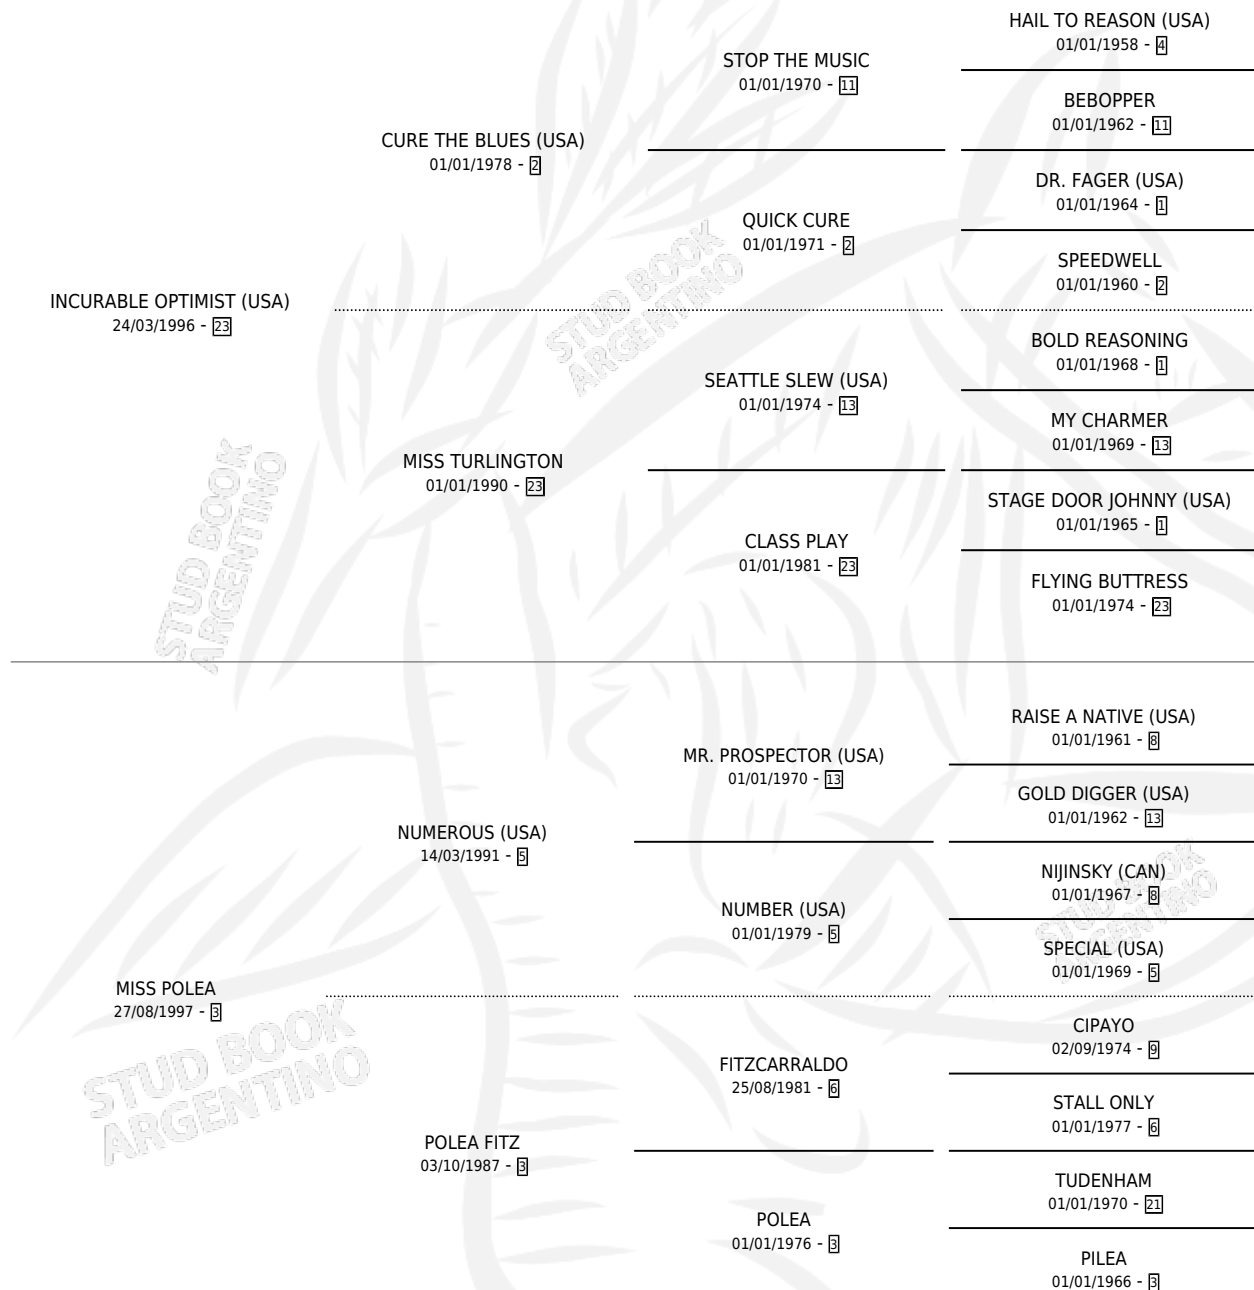 HAIL TO REASON (USA)
01/01/1958 - 4
STOP THE MUSIC
01/01/1970 - 11
BEBOPPER
01/01/1962 - 11
CURE THE BLUES (USA)
01/01/1978 - 2
DR. FAGER (USA)
01/01/1964 - 1
QUICK CURE
01/01/1971 - 2
SPEEDWELL
01/01/1960 - 2
INCURABLE OPTIMIST (USA)
24/03/1996 - 23
BOLD REASONING
01/01/1968 - 1
SEATTLE SLEW (USA)
01/01/1974 - 13
MY CHARMER
01/01/1969 - 13
MISS TURLINGTON
01/01/1990 - 23
STAGE DOOR JOHNNY (USA)
01/01/1965 - 1
CLASS PLAY
01/01/1981 - 23
FLYING BUTTRESS
01/01/1974 - 23
RAISE A NATIVE (USA)
01/01/1961 - 8
MR. PROSPECTOR (USA)
01/01/1970 - 13
GOLD DIGGER (USA)
01/01/1962 - 13
NUMEROUS (USA)
14/03/1991 - 5
NIJINSKY (CAN)
01/01/1967 - 8
NUMBER (USA)
01/01/1979 - 5
SPECIAL (USA)
01/01/1969 - 5
MISS POLEA
27/08/1997 - 3
CIPAYO
02/09/1974 - 9
FITZCARRALDO
25/08/1981 - 6
STALL ONLY
01/01/1977 - 6
POLEA FITZ
03/10/1987 - 3
TUDENHAM
01/01/1970 - 21
POLEA
01/01/1976 - 3
PILEA
01/01/1966 - 3
STUD BOOK
ARGENTINO
STUD BOOK
ARGENTINO
STUD BOOK
ARGENTINO
STUD BOOK
ARGENTINO